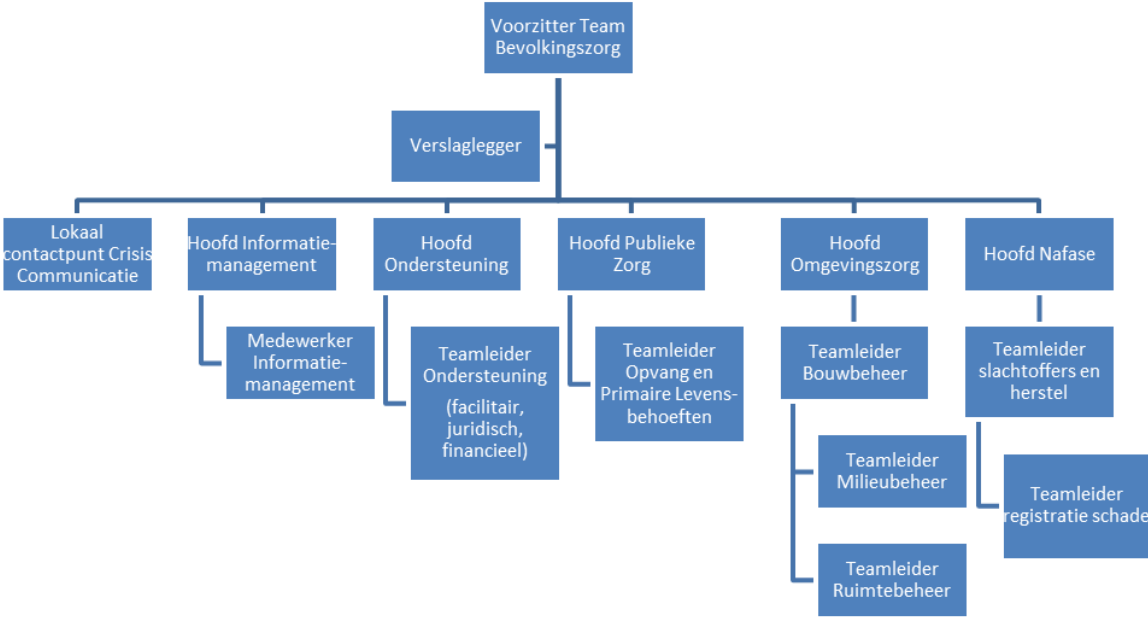 Voorzitter Team
Bevolkingszorg
Verslaglegger
Lokaal
contactpunt Crisis
Communicatie
Hoofd Informatie-
management
Hoofd
Ondersteuning
Hoofd Publieke
Zorg
Hoofd
Omgevingszorg
Hoofd Nafase
Medewerker
Informatie-
management
Teamleider
Ondersteuning
(facilitair,
juridisch,
financieel)
Teamleider
Opvang en
Primaire Levens-
behoeften
Teamleider
Bouwbeheer
Teamleider
slachtoffers en
herstel
Teamleider
Milieubeheer
Teamleider
registratie schade
Teamleider
Ruimtebeheer